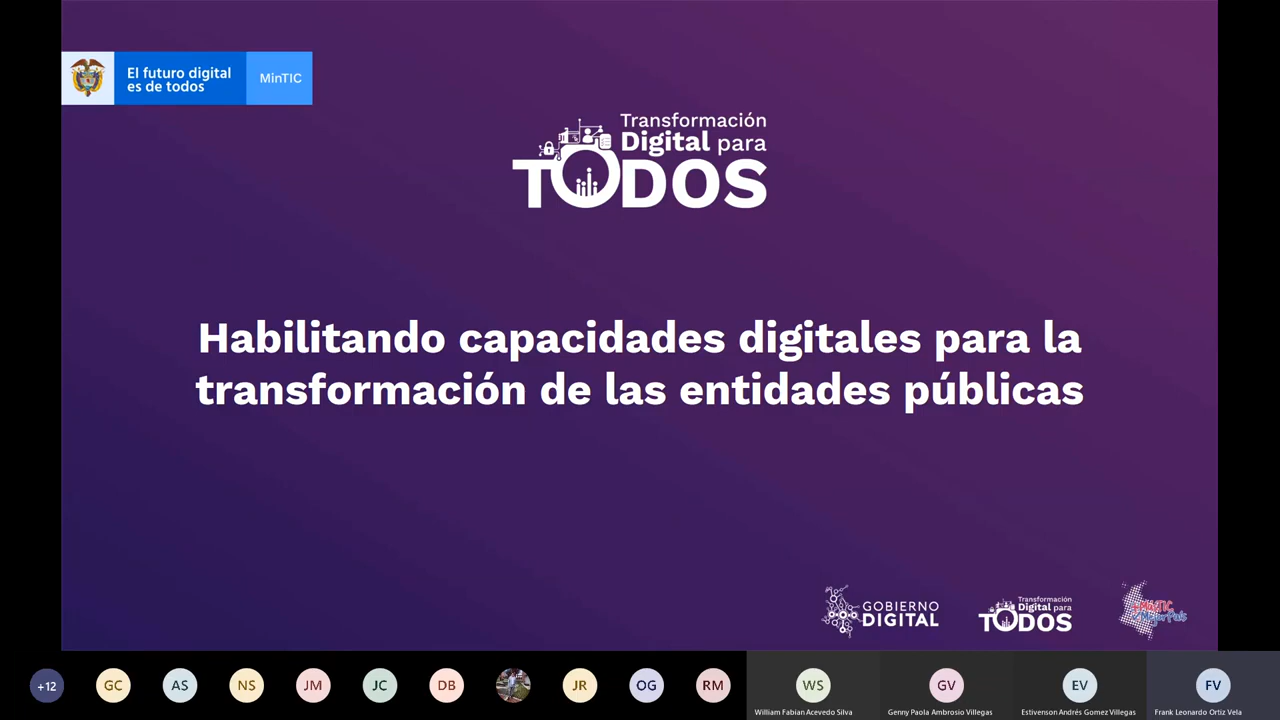 El futuro digital
es de todos
MinTIC
Transformación
Digital para
TODOS
Habilitando capacidades digitales para la
transformación de las entidades públicas
GOBIERNO
DIGITAL
Transformación
Digital para
TODOS
#MinTIC
MejorPaís
+12
GC
AS
NS
JM
JC
DB
JR
OG
RM
WS
William Fabian Acevedo Silva
GV
Genny Paola Ambrosio Villegas
EV
Estivenson Andrés Gomez Villegas
FV
Frank Leonardo Ortiz Vela